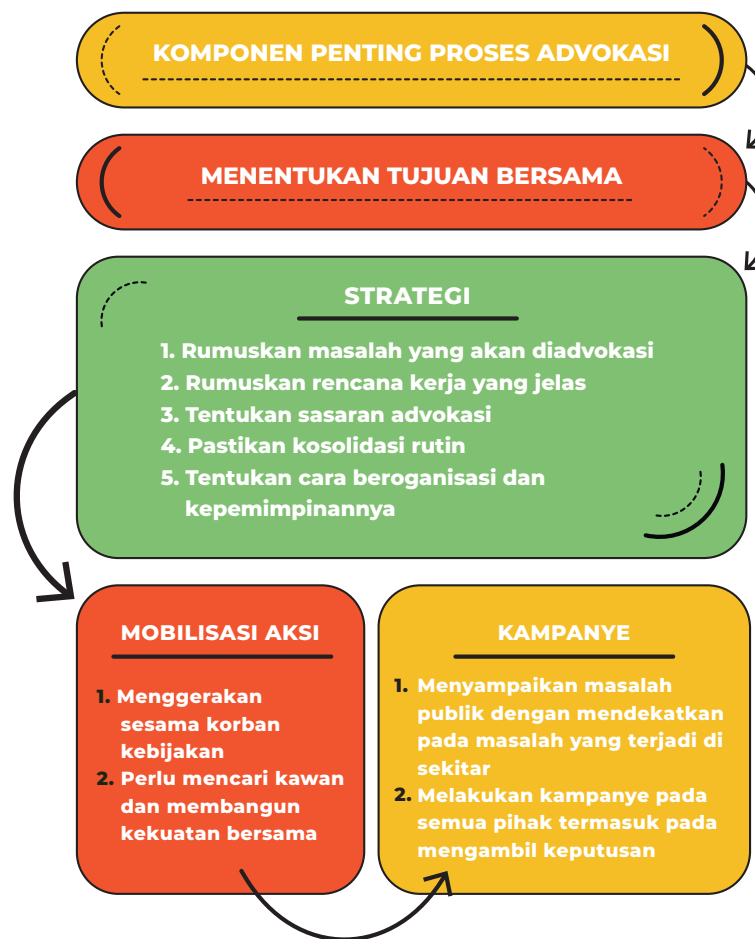 KOMPONEN PENTING PROSES ADVOKASI
MENENTUKAN TUJUAN BERSAMA
STRATEGI
1. Rumuskan masalah yang akan diadvokasi
2. Rumuskan rencana kerja yang jelas
3. Tentukan sasaran advokasi
4. Pastikan kosolidasi rutin
5. Tentukan cara beroganisasi dan
kepemimpinannya
MOBILISASI AKSI
1. Menggerakan
sesama korban
kebijakan
2. Perlu mencari kawan
dan membangun
kekuatan bersama
KAMPANYE
1. Menyampaikan masalah
publik dengan mendekatkan
pada masalah yang terjadi di
sekitar
2. Melakukan kampanye pada
semua pihak termasuk pada
mengambil keputusan